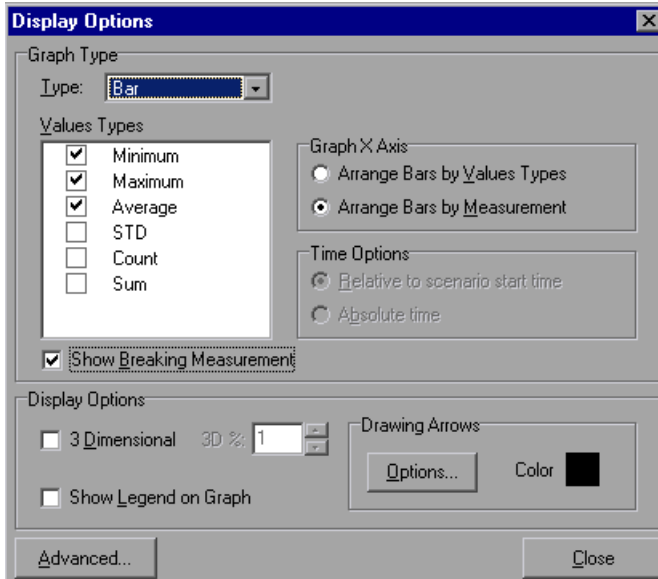 Display Options
Graph Type
Type: Bar
Values Types
Minimum
Maximum
Average
STD
Count
Sum
Graph X Axis
Arrange Bars by Values Types
Arrange Bars by Measurement
Time Options
Relative to scenario start time
Absolute time
Show Breaking Measurement
Display Options
3 Dimensional 3D %: 1
Show Legend on Graph
Drawing Arrows
Options... Color
Advanced... Close